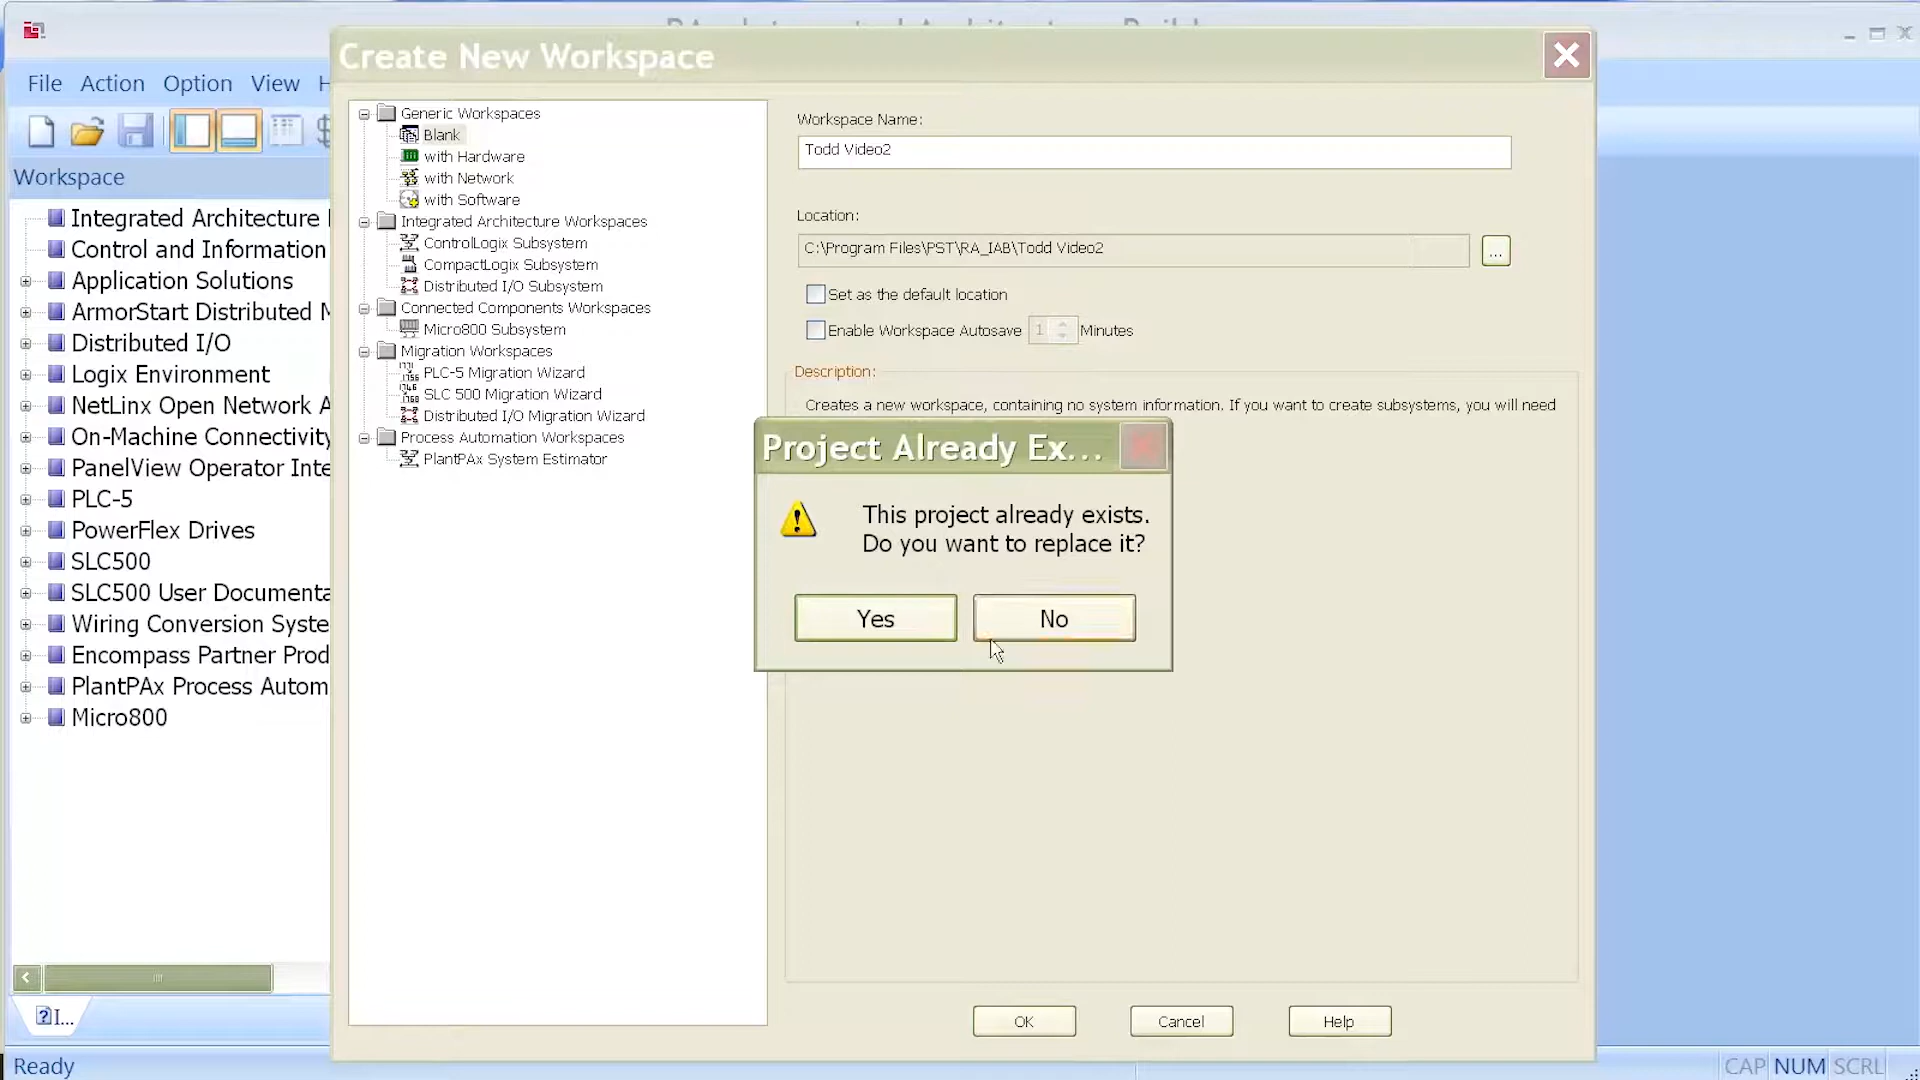 Create New Workspace
File Action Option View
Workspace
Integrated Architecture
Control and Information
Application Solutions
ArmorStart Distributed
Distributed I/O
Logix Environment
NetLinx Open Network
On-Machine Connectivity
PanelView Operator Inte
PLC-5
PowerFlex Drives
SLC500
SLC500 User Documenta
Wiring Conversion Syste
Encompass Partner Prod
PlantPAx Process Autom
Micro800
I...
Ready
Generic Workspaces
Blank
with Hardware
with Network
with Software
Integrated Architecture Workspaces
ControlLogix Subsystem
CompactLogix Subsystem
Distributed I/O Subsystem
Connected Components Workspaces
Micro800 Subsystem
Migration Workspaces
PLC-5 Migration Wizard
SLC 500 Migration Wizard
Distributed I/O Migration Wizard
Process Automation Workspaces
PlantPAx System Estimator
Workspace Name:
Todd Video2
Location:
C:\Program Files\PST\RA_IAB\Todd Video2
...
Set as the default location
Enable Workspace Autosave 1 Minutes
Description:
Creates a new workspace, containing no system information. If you want to create subsystems, you will need
Project Already Ex...
This project already exists.
Do you want to replace it?
Yes No
OK Cancel Help
CAP NUM SCRL